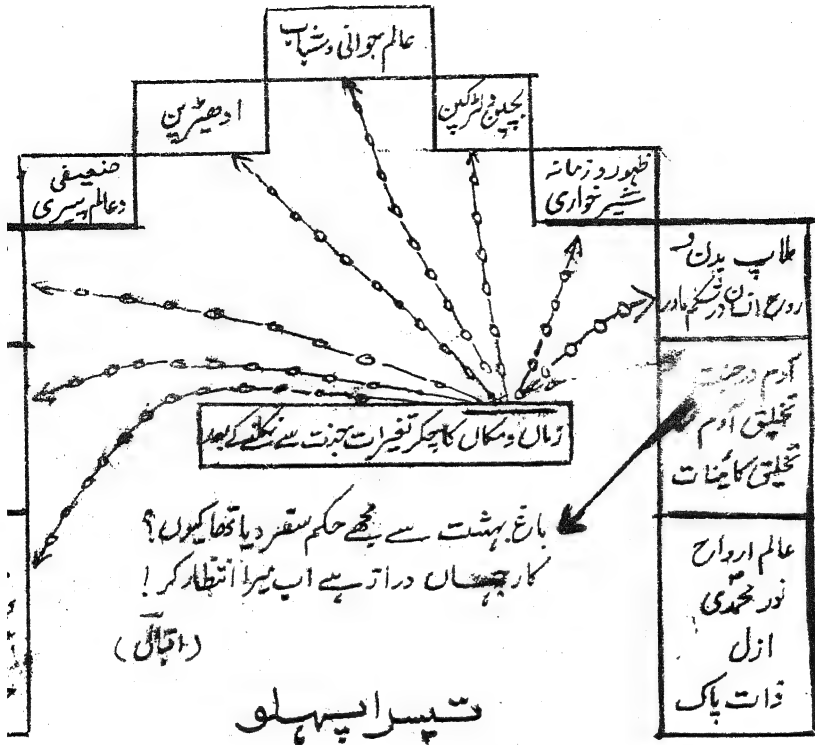 عالم جوانی و شباب
ادھیڑپن
بچپن و لڑکپن
ضعیفی
و عالم پیری
ظہور و زمانہ
شیر خواری
ملاپ بدن و
روح انسان در شکم مادر
آدم در جنت
تخلیق آدم
تخلیق کائنات
زماں و مکاں کا چکر تغیرات جنت سے نکلنے کے بعد
باغ بہشت سے مجھے حکم سفر دیا تھا کیوں؟
کار جہاں دراز ہے اب میرا انتظار کر!
(اقبالؒ)
عالم ارواح
نور محمدیؐ
ازل
ذات پاک
تیسرا پہلو